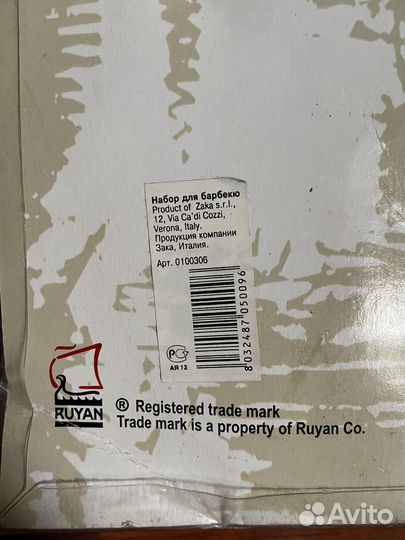 Набор для барбекю
Product of Zaka s.r.l.,
12, Via Ca'di Cozzi,
Verona, Italy.
Продукция компании
Зака, Италия.
Арт. 0100306
8032487050096
РС
АЯ 12
RUYAN
® Registered trade mark
Trade mark is a property of Ruyan Co.
Avito